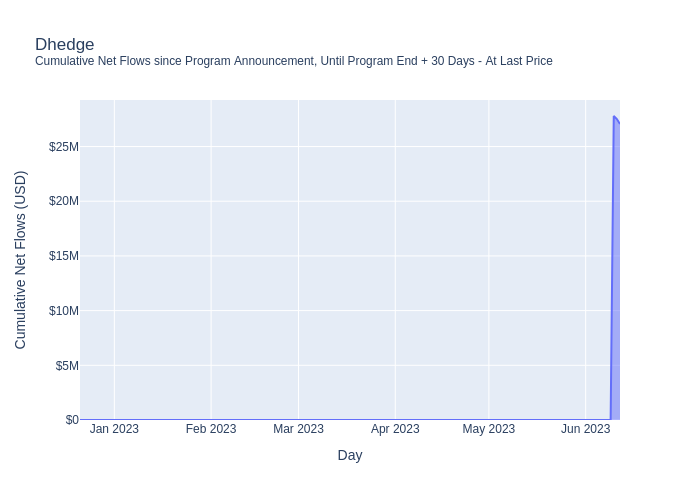 Dhedge
Cumulative Net Flows since Program Announcement, Until Program End + 30 Days - At Last Price
Cumulative Net Flows (USD)
$25M
$20M
$15M
$10M
$5M
$0
Jan 2023 Feb 2023 Mar 2023 Apr 2023 May 2023 Jun 2023
Day